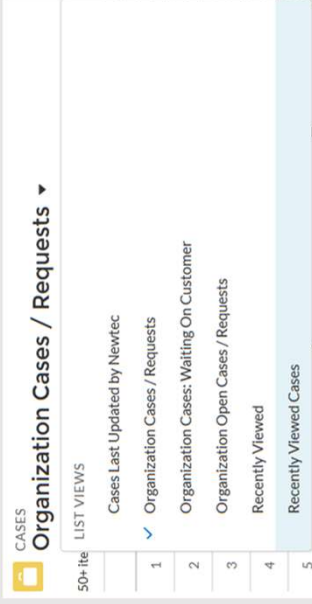 CASES
Organization Cases / Requests
50+ ite
LIST VIEWS
Cases Last Updated by Newtec
1
Organization Cases / Requests
2
Organization Cases: Waiting On Customer
3
Organization Open Cases / Requests
4
Recently Viewed
5
Recently Viewed Cases